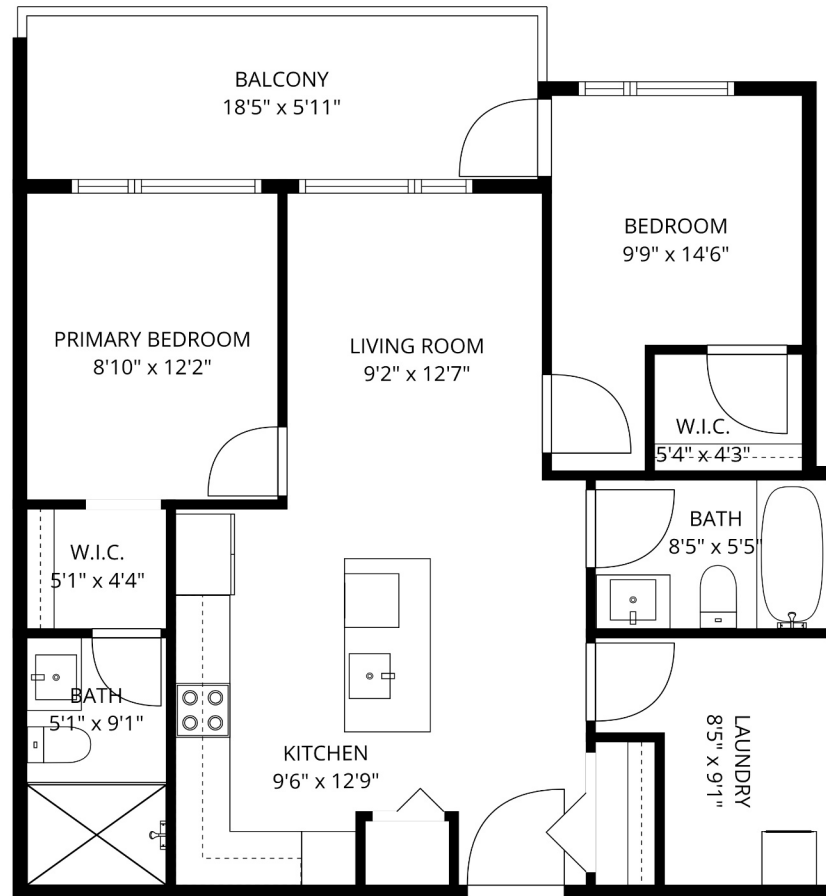 BALCONY
18'5" x 5'11"
BEDROOM
9'9" x 14'6"
PRIMARY BEDROOM
8'10" x 12'2"
LIVING ROOM
9'2" x 12'7"
W.I.C.
5'4" x 4'3"
BATH
8'5" x 5'5"
W.I.C.
5'1" x 4'4"
BATH
5'1" x 9'1"
KITCHEN
9'6" x 12'9"
LAUNDRY
8'5" x 9'1"